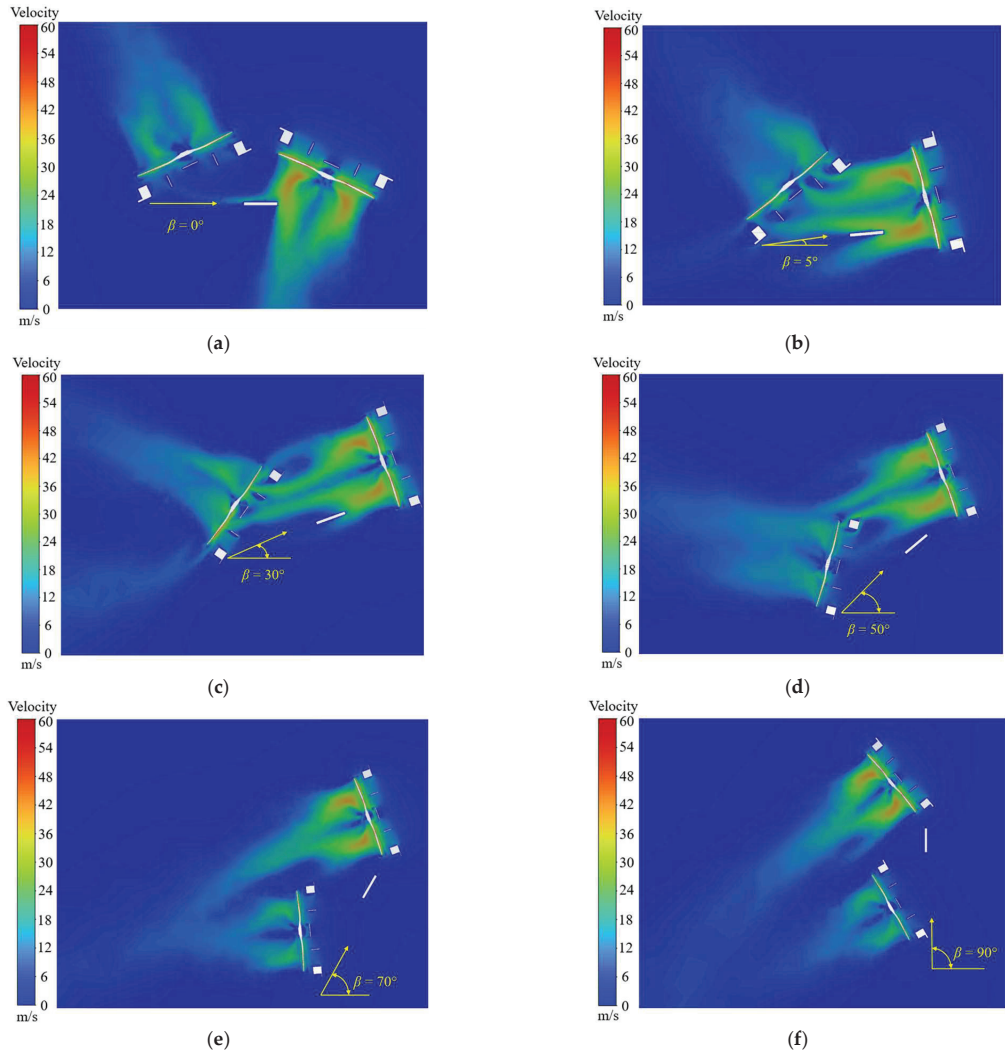 Velocity
60
54
48
42
36
30
24
18
12
6
0
m/s
β = 0°
(a)
Velocity
60
54
48
42
36
30
24
18
12
6
0
m/s
β = 5°
(b)
Velocity
60
54
48
42
36
30
24
18
12
6
0
m/s
β = 30°
(c)
Velocity
60
54
48
42
36
30
24
18
12
6
0
m/s
β = 50°
(d)
Velocity
60
54
48
42
36
30
24
18
12
6
0
m/s
β = 70°
(e)
Velocity
60
54
48
42
36
30
24
18
12
6
0
m/s
β = 90°
(f)